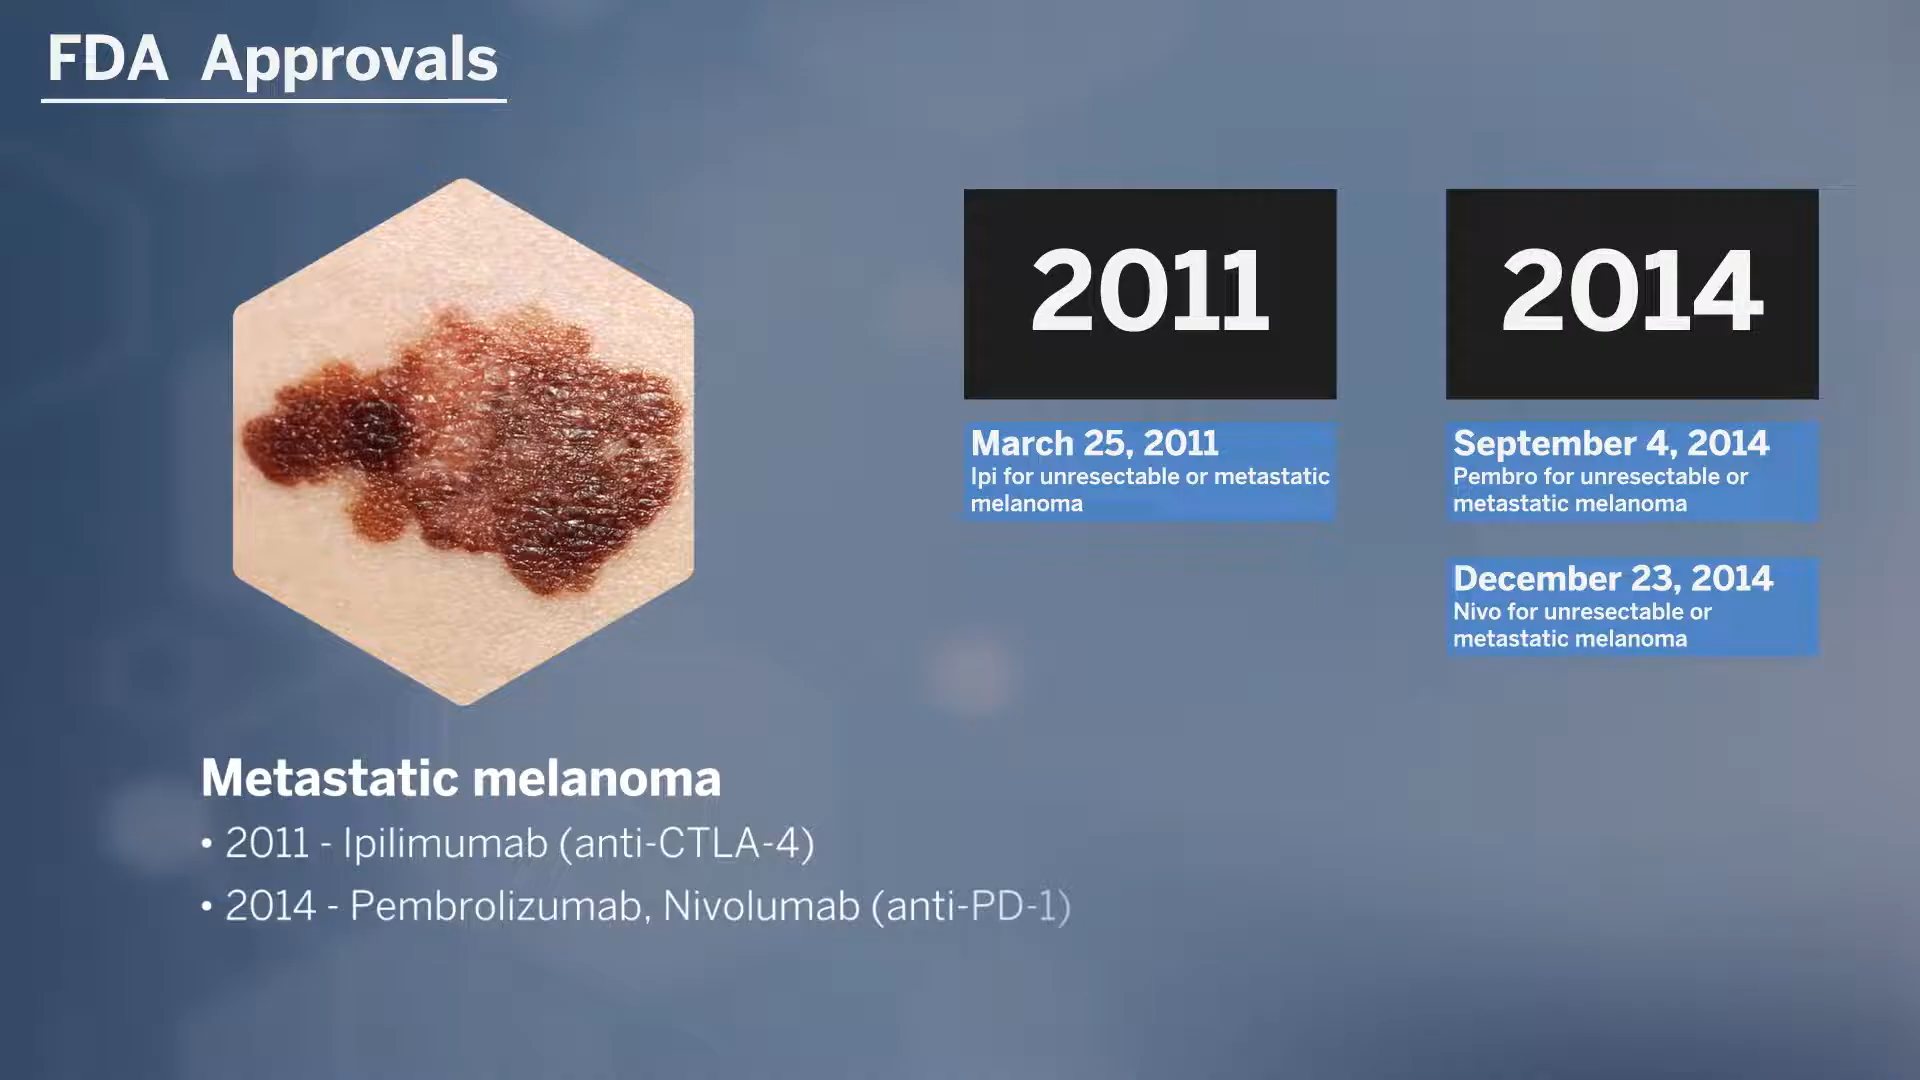 FDA Approvals
2011
March 25, 2011
Ipi for unresectable or metastatic
melanoma
2014
September 4, 2014
Pembro for unresectable or
metastatic melanoma
December 23, 2014
Nivo for unresectable or
metastatic melanoma
Metastatic melanoma
• 2011 - Ipilimumab (anti-CTLA-4)
• 2014 - Pembrolizumab, Nivolumab (anti-PD-1)